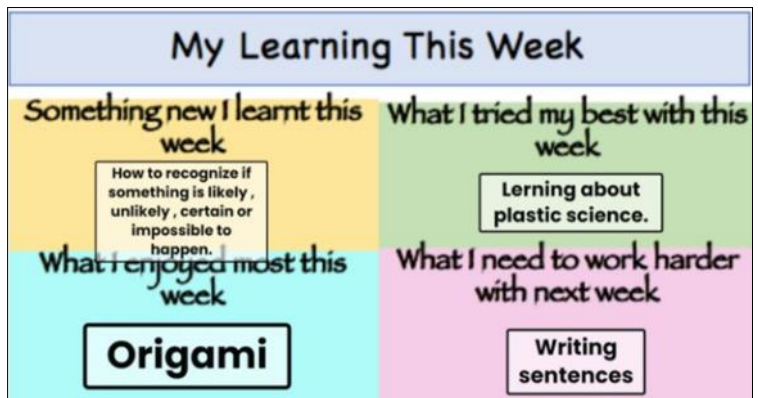 My Learning This Week
Something new I learnt this
week
How to recognize if
something is likely ,
unlikely , certain or
impossible to
happen.
What I tried my best with this
week
Lerning about
plastic science.
What I enjoyed most this
week
Origami
What I need to work harder
with next week
Writing
sentences